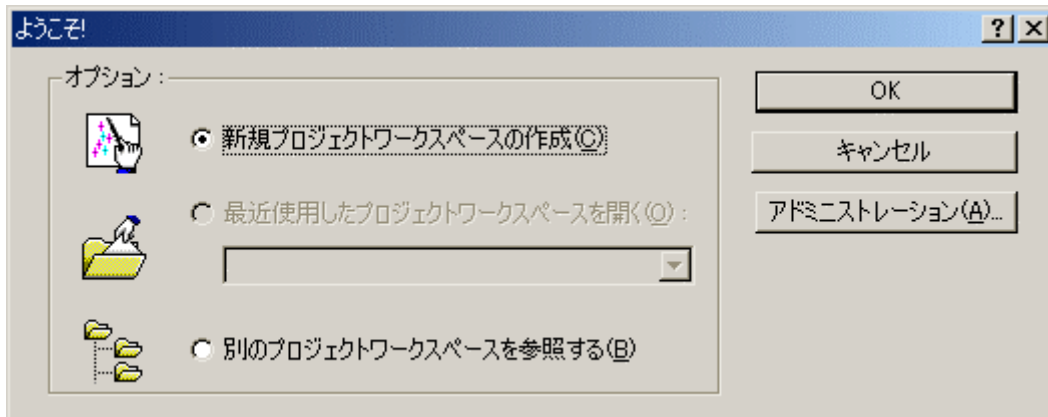 ようこそ!
オプション :
新規プロジェクトワークスペースの作成(C)
最近使用したプロジェクトワークスペースを開く(O) :
別のプロジェクトワークスペースを参照する(B)
OK
キャンセル
アドミニストレーション(A)...